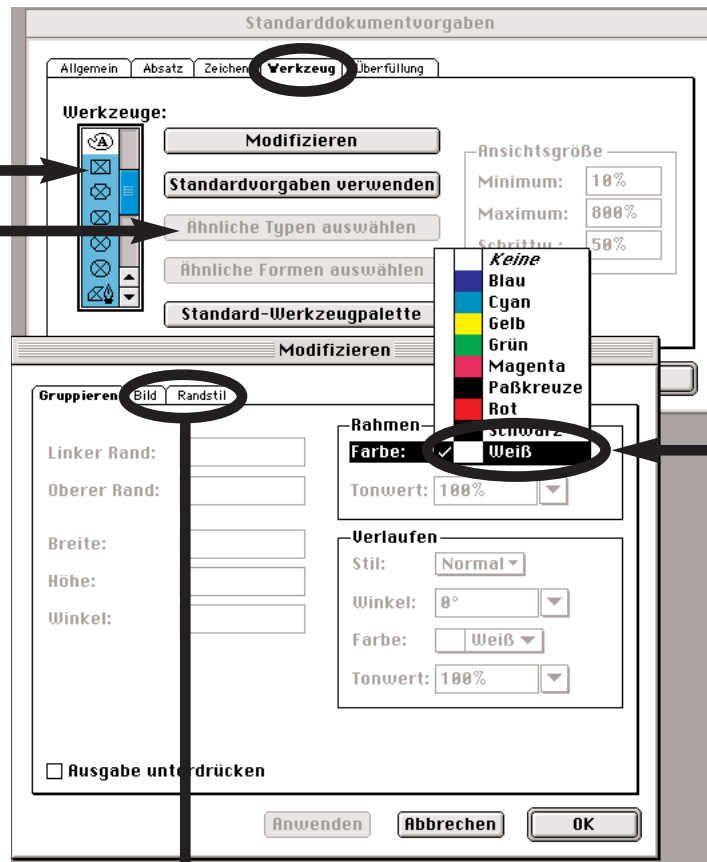 Standarddokumentvorgaben
Allgemein Absatz Zeichen Werkzeug Überfüllung
Werkzeuge:
A
Modifizieren
Standardvorgaben verwenden
Ähnliche Typen auswählen
Ähnliche Formen auswählen
Standard-Werkzeugpalette
Ansichtsgröße
Minimum: 10%
Maximum: 800%
50%
Keine
Blau
Cyan
Gelb
Grün
Magenta
Paßkreuze
Rot
Schwarz
Weiß
Modifizieren
Gruppieren Bild Randstil
Linker Rand:
Oberer Rand:
Breite:
Höhe:
Winkel:
Rahmen
Farbe:
Tonwert: 100%
Verlaufen
Stil: Normal
Winkel: 0°
Farbe: Weiß
Tonwert: 100%
Ausgabe unterdrücken
Anwenden Abbrechen OK